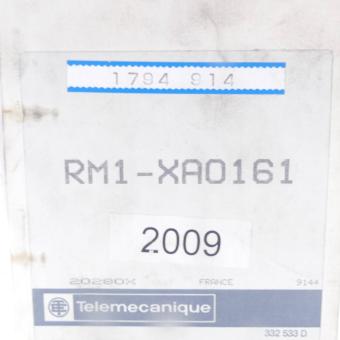 1794 914
RM1-XA0161
2009
20280X FRANCE 9144
Telemecanique
332 533 D